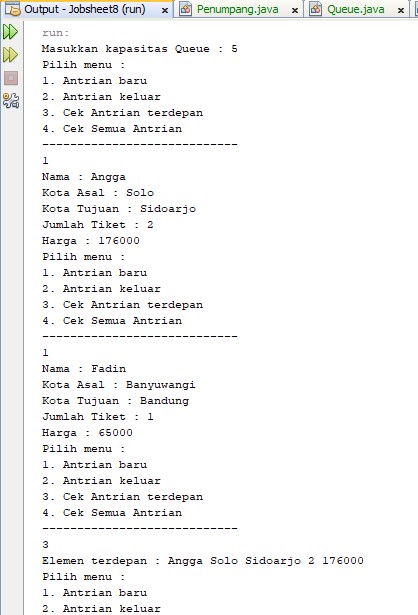 Output - Jobsheet8 (run) x Penumpang.java x Queue.java x
run:
Masukkan kapasitas Queue : 5
Pilih menu :
1. Antrian baru
2. Antrian keluar
3. Cek Antrian terdepan
4. Cek Semua Antrian
----------------------------
1
Nama : Angga
Kota Asal : Solo
Kota Tujuan : Sidoarjo
Jumlah Tiket : 2
Harga : 176000
Pilih menu :
1. Antrian baru
2. Antrian keluar
3. Cek Antrian terdepan
4. Cek Semua Antrian
----------------------------
1
Nama : Fadin
Kota Asal : Banyuwangi
Kota Tujuan : Bandung
Jumlah Tiket : 1
Harga : 65000
Pilih menu :
1. Antrian baru
2. Antrian keluar
3. Cek Antrian terdepan
4. Cek Semua Antrian
----------------------------
3
Elemen terdepan : Angga Solo Sidoarjo 2 176000
Pilih menu :
1. Antrian baru
2. Antrian keluar